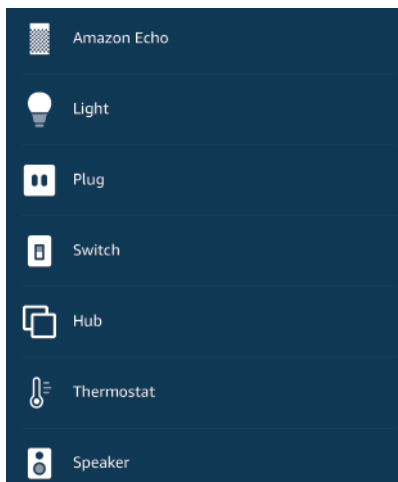 Amazon Echo
Light
Plug
Switch
Hub
Thermostat
Speaker